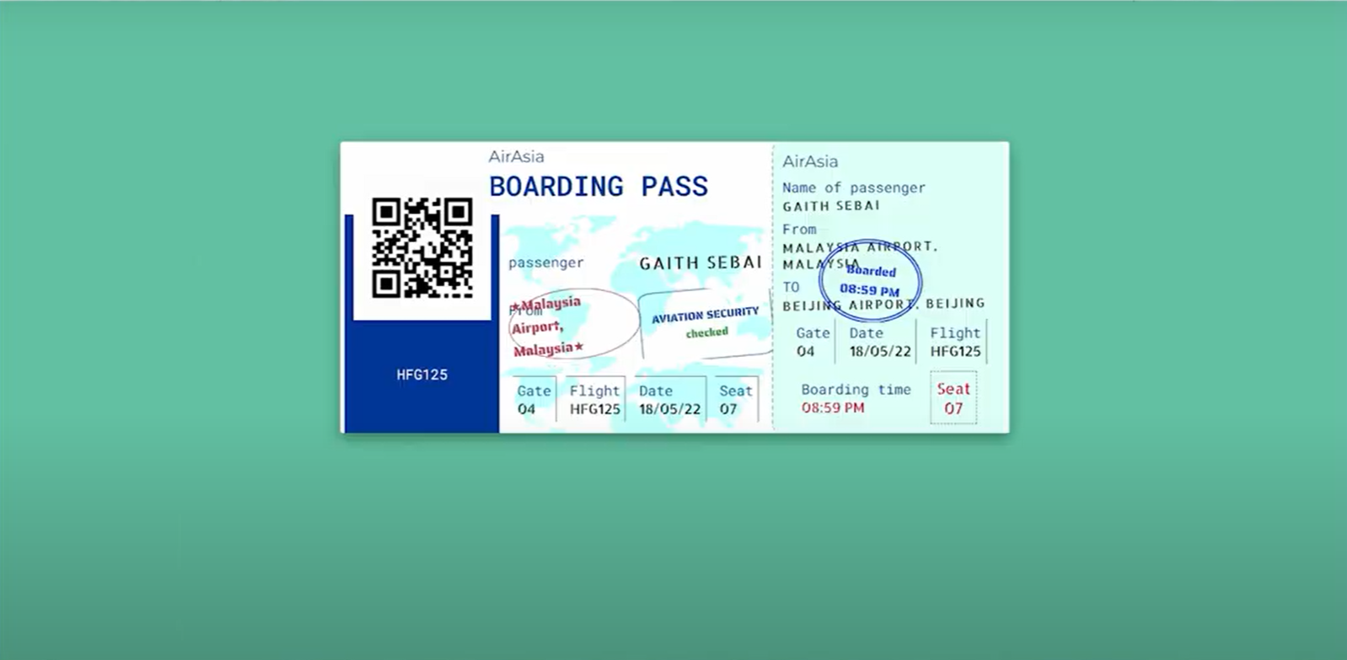 AirAsia
BOARDING PASS
passenger
GAITH SEBAI
From
★Malaysia
Airport,
Malaysia★
AVIATION SECURITY
checked
HFG125
Gate
04
Flight
HFG125
Date
18/05/22
Seat
07
AirAsia
Name of passenger
GAITH SEBAI
From
MALAYSIA AIRPORT,
MALAYSIA
Boarded
08:59 PM
TO
BEIJING AIRPORT, BEIJING
Gate
04
Date
18/05/22
Flight
HFG125
Boarding time
08:59 PM
Seat
07